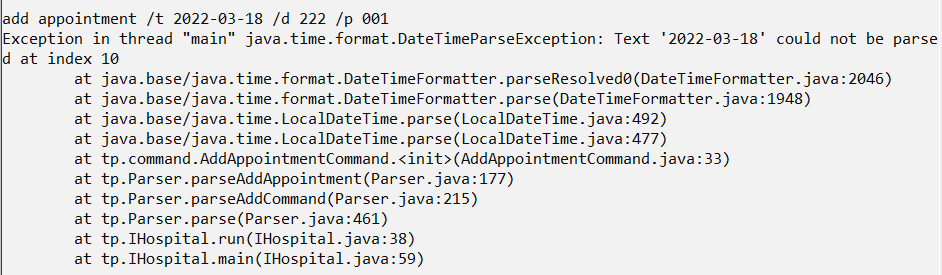 add appointment /t 2022-03-18 /d 222 /p 001
Exception in thread "main" java.time.format.DateTimeParseException: Text '2022-03-18' could not be parse
d at index 10
        at java.base/java.time.format.DateTimeFormatter.parseResolved0(DateTimeFormatter.java:2046)
        at java.base/java.time.format.DateTimeFormatter.parse(DateTimeFormatter.java:1948)
        at java.base/java.time.LocalDateTime.parse(LocalDateTime.java:492)
        at java.base/java.time.LocalDateTime.parse(LocalDateTime.java:477)
        at tp.command.AddAppointmentCommand.<init>(AddAppointmentCommand.java:33)
        at tp.Parser.parseAddAppointment(Parser.java:177)
        at tp.Parser.parseAddCommand(Parser.java:215)
        at tp.Parser.parse(Parser.java:461)
        at tp.IHospital.run(IHospital.java:38)
        at tp.IHospital.main(IHospital.java:59)